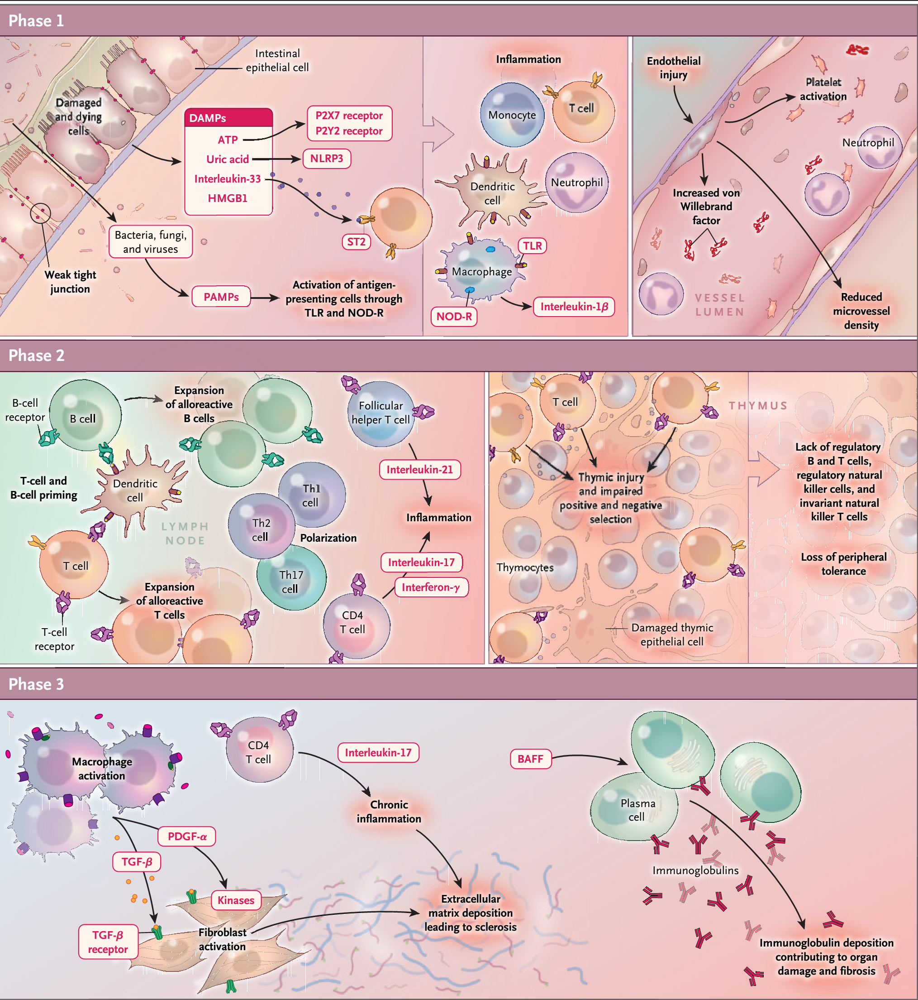 Phase 1
Intestinal
epithelial cell
Damaged
and dying
cells
DAMPs
ATP
Uric acid
Interleukin-33
HMGB1
P2X7 receptor
P2Y2 receptor
NLRP3
ST2
Bacteria, fungi,
and viruses
Weak tight
junction
PAMPs
Activation of antigen-
presenting cells through
TLR and NOD-R
Inflammation
Monocyte
T cell
Dendritic
cell
Neutrophil
TLR
Macrophage
NOD-R
Interleukin-1β
Endothelial
injury
Platelet
activation
Neutrophil
Increased von
Willebrand
factor
VESSEL
LUMEN
Reduced
microvessel
density
Phase 2
B-cell
receptor
B cell
Expansion
of alloreactive
B cells
Follicular
helper T cell
T-cell and
B-cell priming
Dendritic
cell
LYMPH
NODE
Th1
cell
Th2
cell
Polarization
Th17
cell
Interleukin-21
Inflammation
Interleukin-17
Interferon-γ
T cell
T-cell
receptor
Expansion
of alloreactive
T cells
CD4
T cell
T cell
THYMUS
Thymic injury
and impaired
positive and negative
selection
Thymocytes
Damaged thymic
epithelial cell
Lack of regulatory
B and T cells,
regulatory natural
killer cells, and
invariant natural
killer T cells
Loss of peripheral
tolerance
Phase 3
Macrophage
activation
CD4
T cell
Interleukin-17
Chronic
inflammation
PDGF-α
TGF-β
Kinases
TGF-β
receptor
Fibroblast
activation
Extracellular
matrix deposition
leading to sclerosis
BAFF
Plasma
cell
Immunoglobulins
Immunoglobulin deposition
contributing to organ
damage and fibrosis